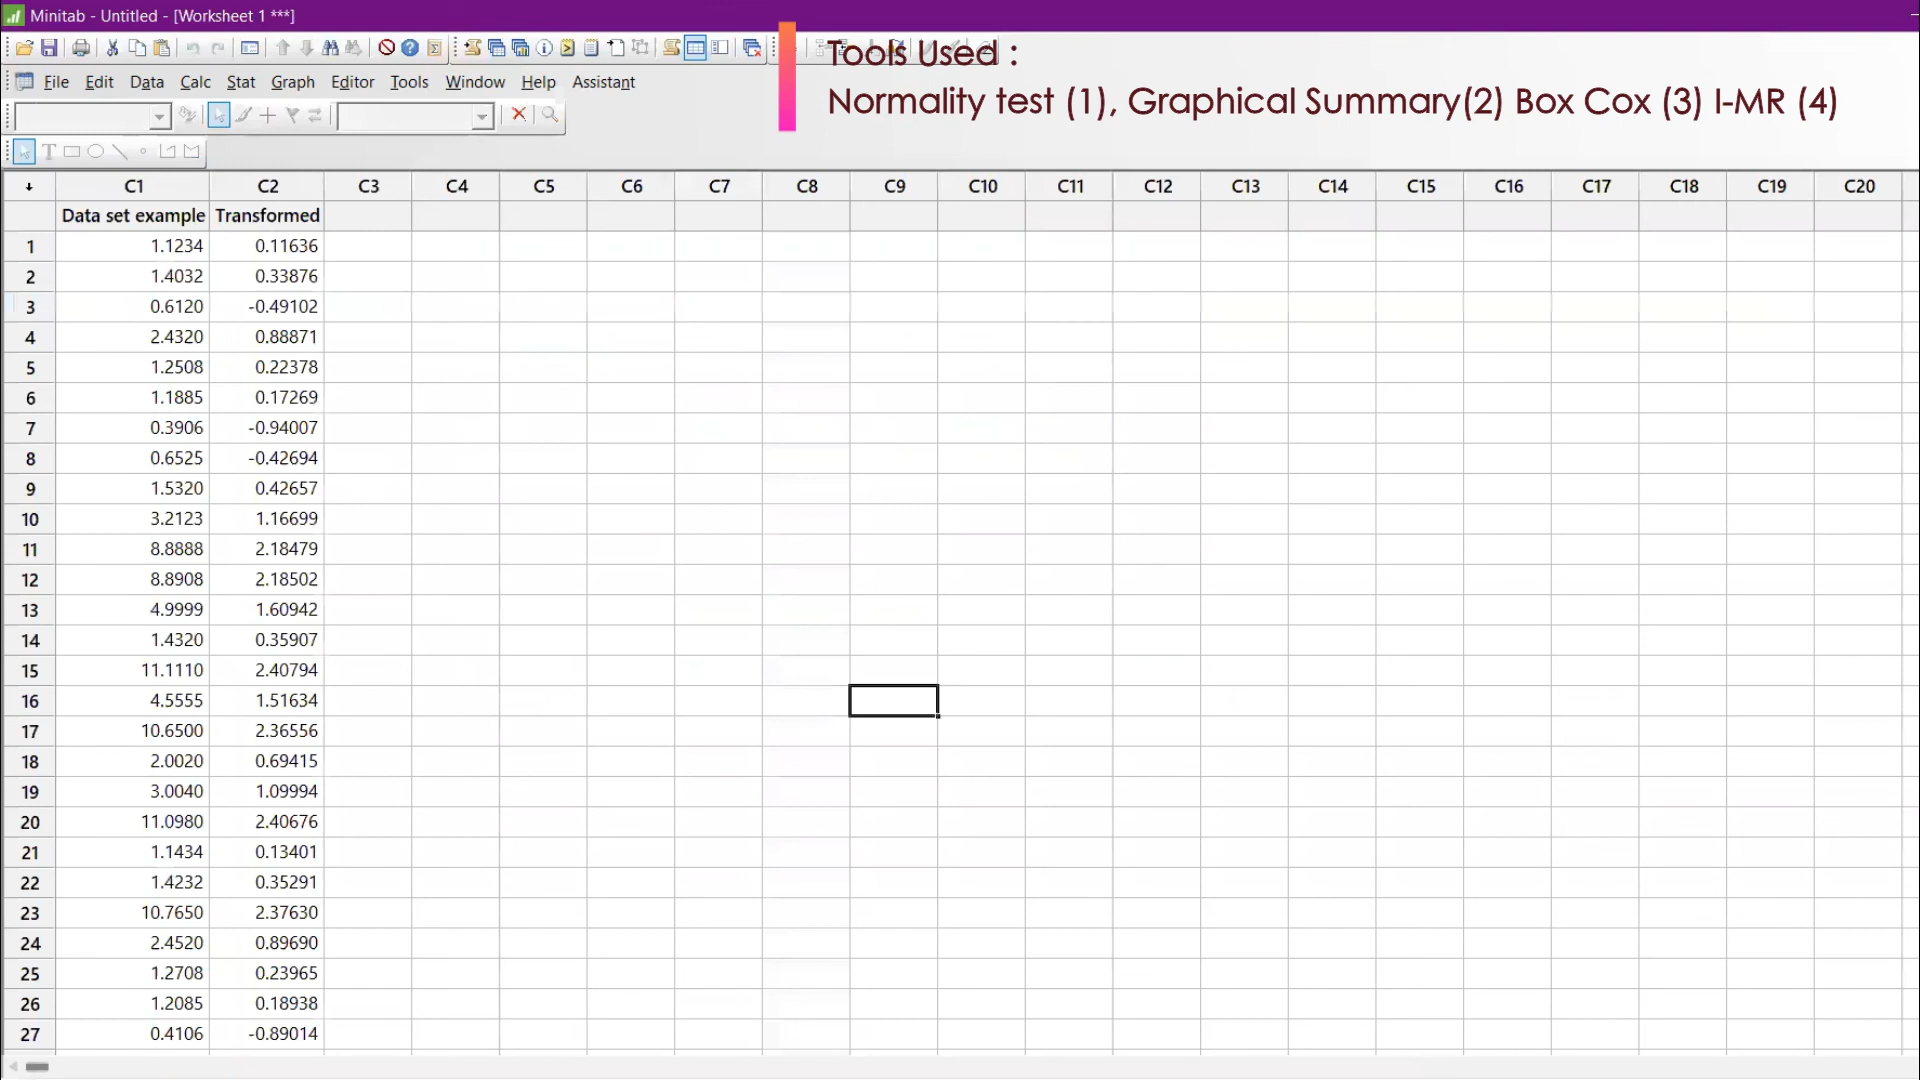 Minitab - Untitled - [Worksheet 1 ***]
Tools Used :
Normality test (1), Graphical Summary(2) Box Cox (3) I-MR (4)
File Edit Data Calc Stat Graph Editor Tools Window Help Assistant
C1 C2 C3 C4 C5 C6 C7 C8 C9 C10 C11 C12 C13 C14 C15 C16 C17 C18 C19 C20
Data set example Transformed
1 1.1234 0.11636
2 1.4032 0.33876
3 0.6120 -0.49102
4 2.4320 0.88871
5 1.2508 0.22378
6 1.1885 0.17269
7 0.3906 -0.94007
8 0.6525 -0.42694
9 1.5320 0.42657
10 3.2123 1.16699
11 8.8888 2.18479
12 8.8908 2.18502
13 4.9999 1.60942
14 1.4320 0.35907
15 11.1110 2.40794
16 4.5555 1.51634
17 10.6500 2.36556
18 2.0020 0.69415
19 3.0040 1.09994
20 11.0980 2.40676
21 1.1434 0.13401
22 1.4232 0.35291
23 10.7650 2.37630
24 2.4520 0.89690
25 1.2708 0.23965
26 1.2085 0.18938
27 0.4106 -0.89014